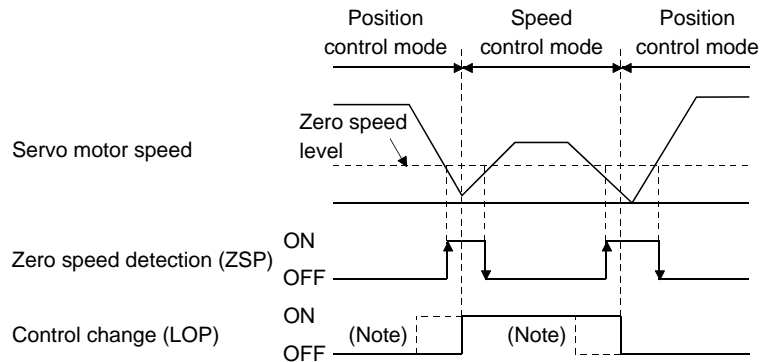 Position control mode
Speed control mode
Position control mode
Zero speed level
Servo motor speed
ON
Zero speed detection (ZSP)
OFF
ON
Control change (LOP)
(Note)
(Note)
OFF